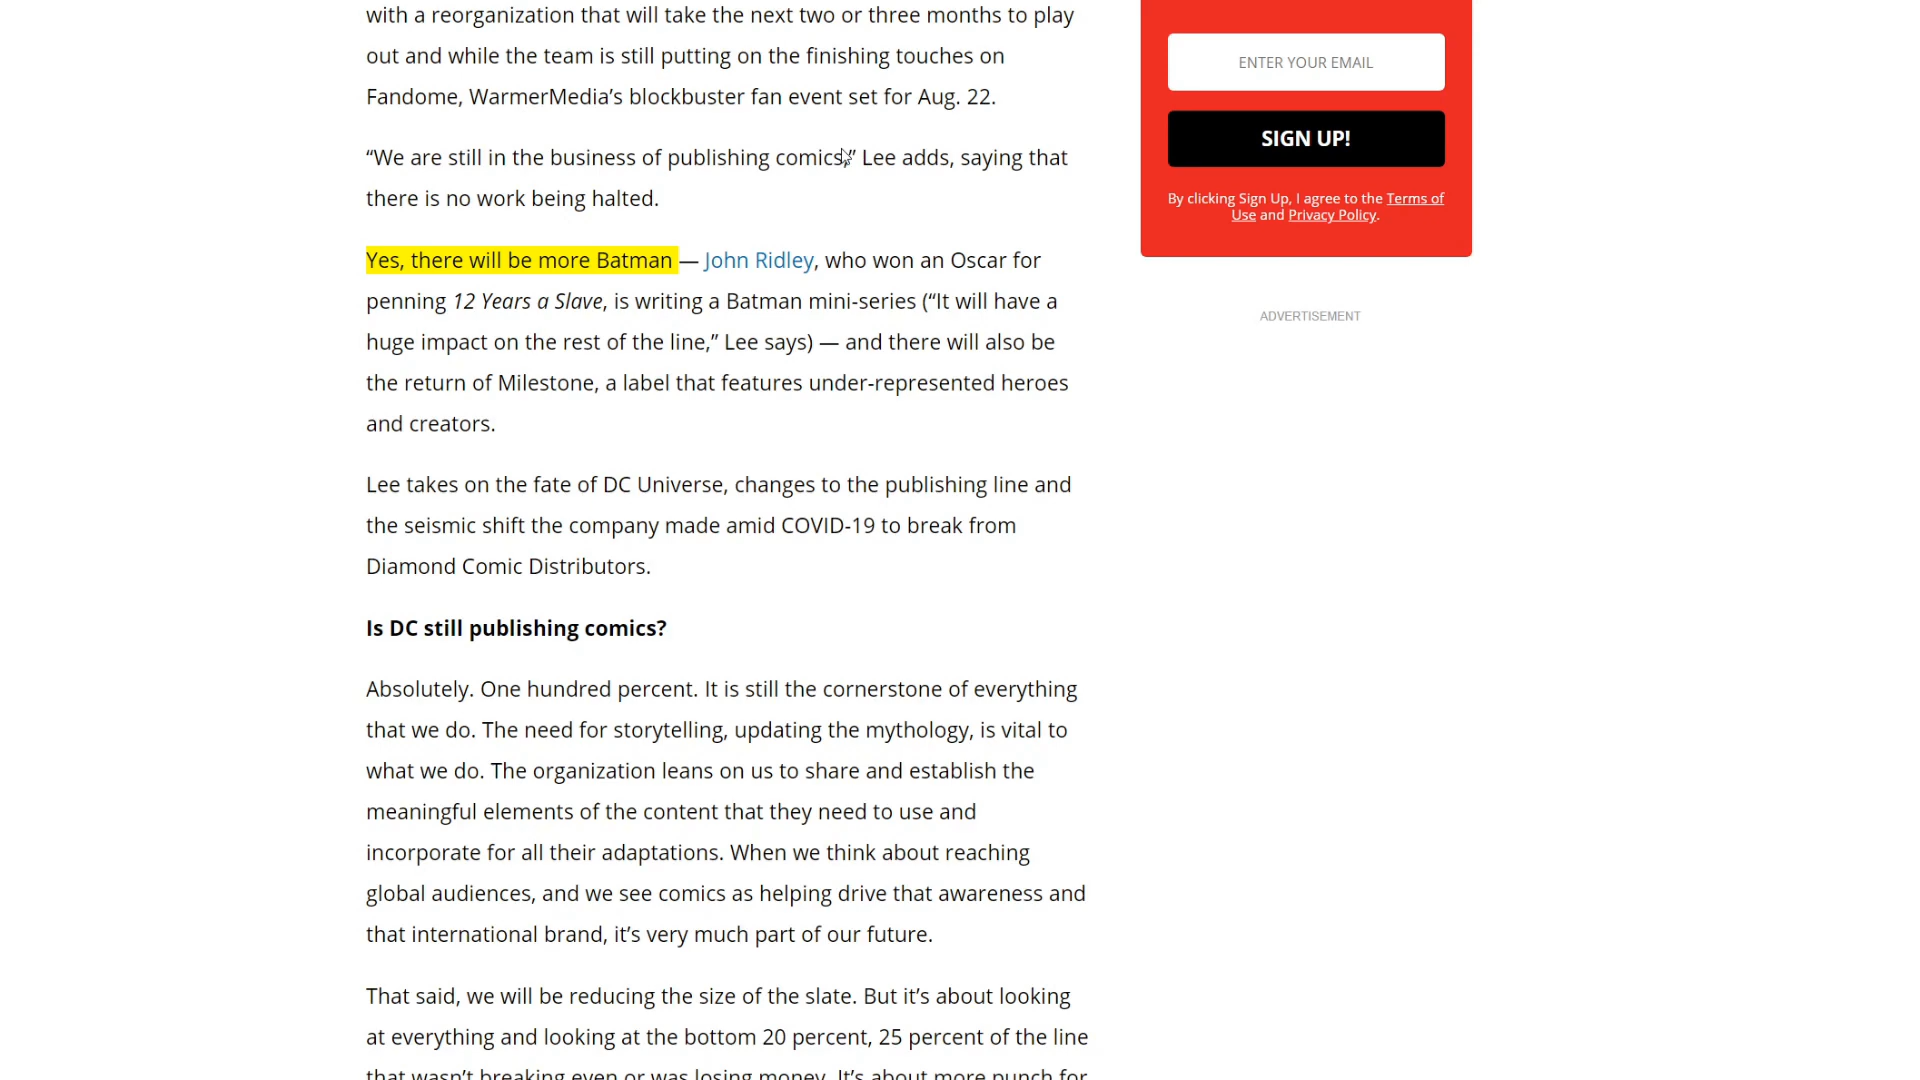 with a reorganization that will take the next two or three months to play
out and while the team is still putting on the finishing touches on
Fandome, WarmerMedia’s blockbuster fan event set for Aug. 22.
“We are still in the business of publishing comics,” Lee adds, saying that
there is no work being halted.
Yes, there will be more Batman — John Ridley, who won an Oscar for
penning 12 Years a Slave, is writing a Batman mini-series (“It will have a
huge impact on the rest of the line,” Lee says) — and there will also be
the return of Milestone, a label that features under-represented heroes
and creators.
Lee takes on the fate of DC Universe, changes to the publishing line and
the seismic shift the company made amid COVID-19 to break from
Diamond Comic Distributors.
Is DC still publishing comics?
Absolutely. One hundred percent. It is still the cornerstone of everything
that we do. The need for storytelling, updating the mythology, is vital to
what we do. The organization leans on us to share and establish the
meaningful elements of the content that they need to use and
incorporate for all their adaptations. When we think about reaching
global audiences, and we see comics as helping drive that awareness and
that international brand, it’s very much part of our future.
That said, we will be reducing the size of the slate. But it’s about looking
at everything and looking at the bottom 20 percent, 25 percent of the line
that wasn’t breaking even or was losing money. It’s about more punch for
ENTER YOUR EMAIL
SIGN UP!
By clicking Sign Up, I agree to the Terms of
Use and Privacy Policy.
ADVERTISEMENT